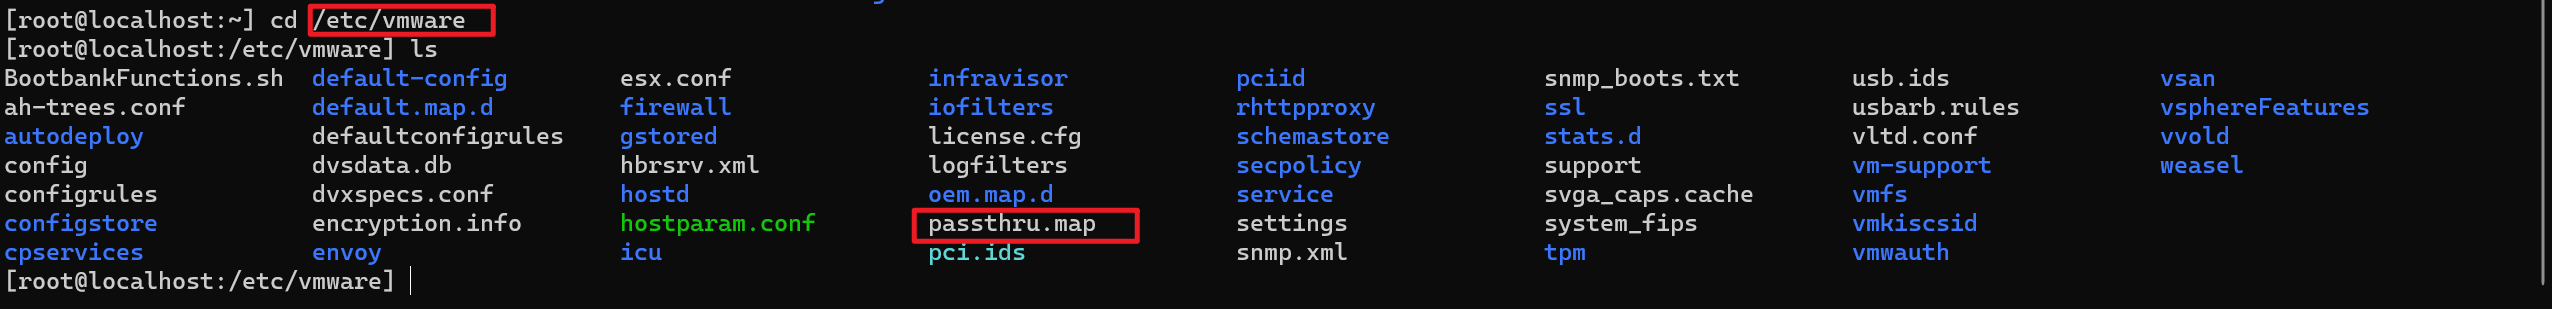 [root@localhost:~] cd /etc/vmware
[root@localhost:/etc/vmware] ls
BootbankFunctions.sh default-config esx.conf infravisor pciid snmp_boots.txt usb.ids vsan
ah-trees.conf default.map.d firewall iofilters rhttpproxy ssl usbarb.rules vsphereFeatures
autodeploy defaultconfigrules gstored license.cfg schemastore stats.d vltd.conf vvold
config dvsdata.db hbrsrv.xml logfilters secpolicy support vm-support weasel
configrules dvxspecs.conf hostd oem.map.d service svga_caps.cache vmfs
configstore encryption.info hostparam.conf passthru.map settings system_fips vmkiscsid
cpservices envoy icu pci.ids snmp.xml tpm vmwauth
[root@localhost:/etc/vmware]